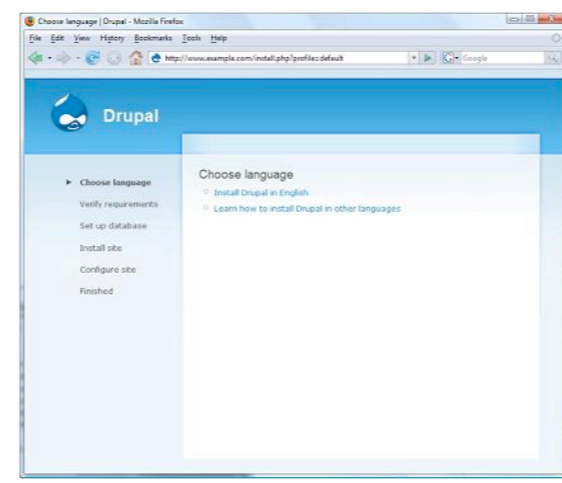 Choose language | Drupal - Mozilla Firefox
File Edit View History Bookmarks Tools Help
http://www.example.com/install.php?profile=default
Google
Drupal
Choose language
Verify requirements
Set up database
Install site
Configure site
Finished
Choose language
Install Drupal in English
Learn how to install Drupal in other languages